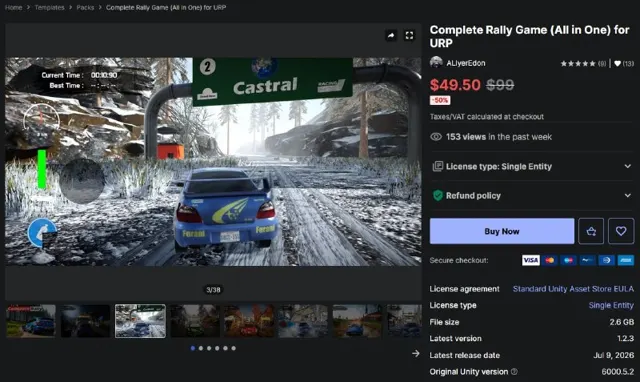 Home > Templates > Packs > Complete Rally Game (All in One) for URP
Current Time : 00:10:90
Best Time : --:--:--
2
Castral
3/38
Complete Rally Game (All in One) for
URP
ALIyerEdon
(9) | (13)
$49.50 $99
-50%
Taxes/VAT calculated at checkout
153 views in the past week
License type: Single Entity
Refund policy
Buy Now
Secure checkout: VISA
License agreement Standard Unity Asset Store EULA
License type Single Entity
File size 2.6 GB
Latest version 1.2.3
Latest release date Jul 9, 2026
Original Unity version 6000.5.2